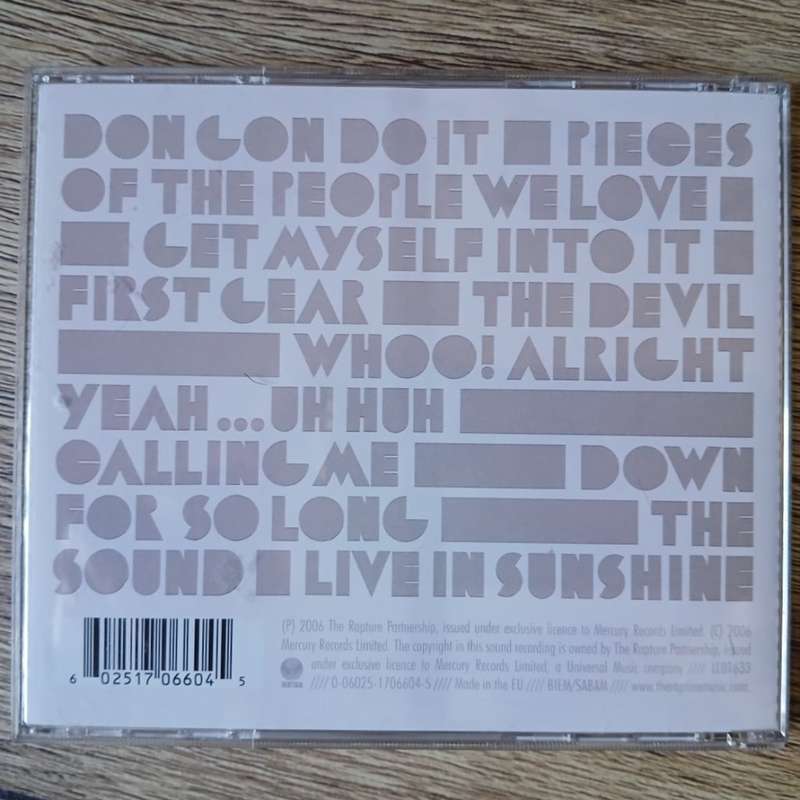 DON GON DO IT PIECES
OF THE PEOPLE WE LOVE
GET MYSELF INTO IT
FIRST GEAR THE DEVIL
WHOO! ALRIGHT
YEAH...UH HUH
CALLING ME DOWN
FOR SO LONG THE
SOUND LIVE IN SUNSHINE
6 02517 06604 5
(P) 2006 The Rapture Partnership, issued under exclusive licence to Mercury Records Limited. (C) 2006
Mercury Records Limited. The copyright in this sound recording is owned by The Rapture Partnership, issued
under exclusive licence to Mercury Records Limited, a Universal Music company //// LC01633
//// 0-06025-1706604-5 //// Made in the EU //// BIEM/SABAM //// www.therapturemusic.com.